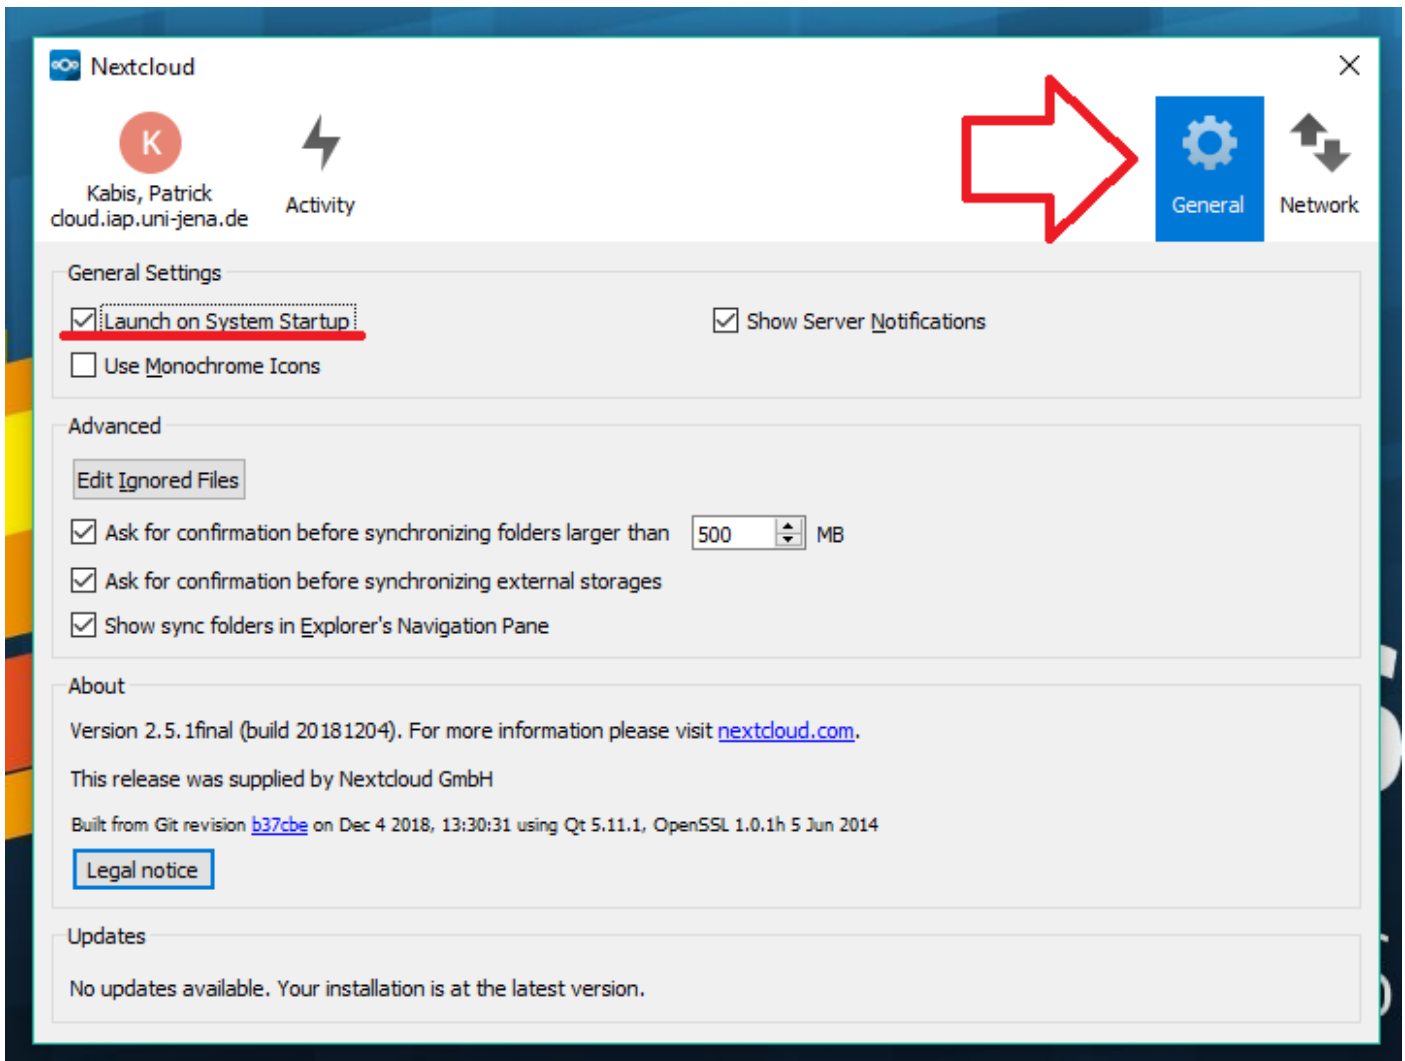 Nextcloud
K
Kabis, Patrick
cloud.iap.uni-jena.de
Activity
General
Network
General Settings
Launch on System Startup
Show Server Notifications
Use Monochrome Icons
Advanced
Edit Ignored Files
Ask for confirmation before synchronizing folders larger than 500 MB
Ask for confirmation before synchronizing external storages
Show sync folders in Explorer's Navigation Pane
About
Version 2.5.1final (build 20181204). For more information please visit nextcloud.com.
This release was supplied by Nextcloud GmbH
Built from Git revision b37cbe on Dec 4 2018, 13:30:31 using Qt 5.11.1, OpenSSL 1.0.1h 5 Jun 2014
Legal notice
Updates
No updates available. Your installation is at the latest version.